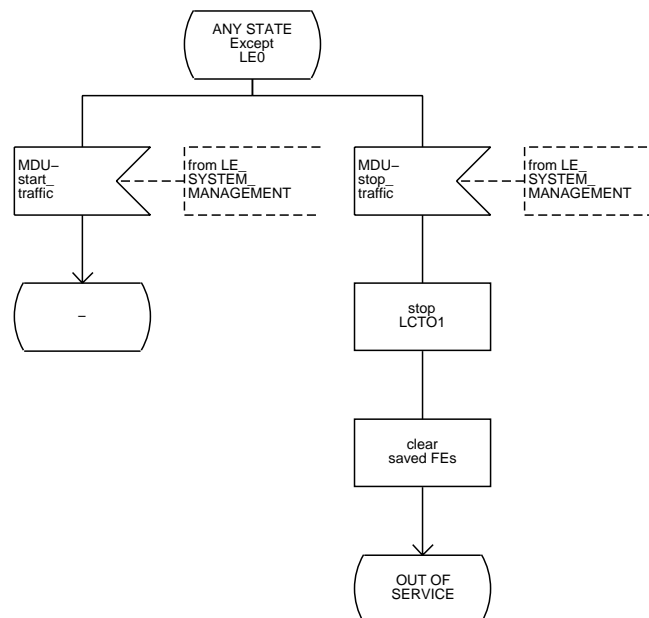 ANY STATE
Except
LE0
MDU–
start_
traffic
from LE_
SYSTEM_
MANAGEMENT
MDU–
stop_
traffic
from LE_
SYSTEM_
MANAGEMENT
–
stop
LCTO1
clear
saved FEs
OUT OF
SERVICE